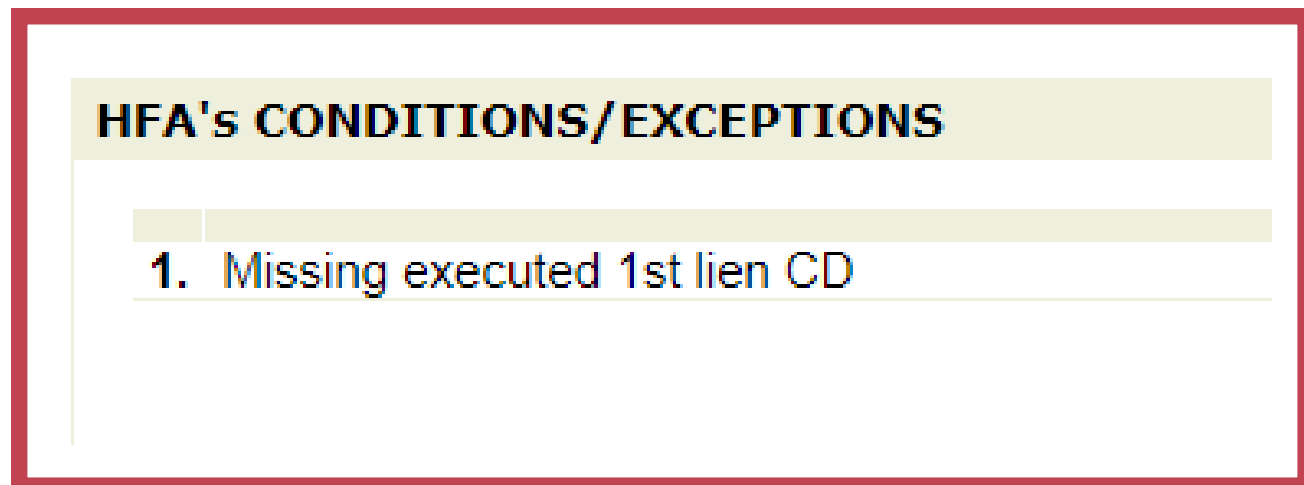 HFA's CONDITIONS/EXCEPTIONS
1. Missing executed 1st lien CD